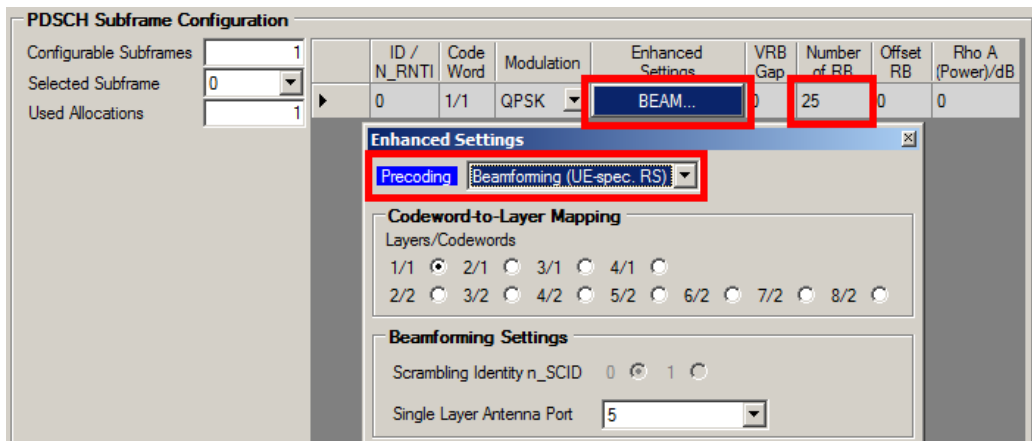 PDSCH Subframe Configuration
Configurable Subframes 1
Selected Subframe 0
Used Allocations 1
ID / N_RNTI Code Word Modulation Enhanced Settings VRB Gap Number of RB Offset RB Rho A (Power)/dB
0 1/1 QPSK BEAM... 0 25 0 0
Enhanced Settings
Precoding Beamforming (UE-spec. RS)
Codeword-to-Layer Mapping
Layers/Codewords
1/1 2/1 3/1 4/1
2/2 3/2 4/2 5/2 6/2 7/2 8/2
Beamforming Settings
Scrambling Identity n_SCID 0 1
Single Layer Antenna Port 5